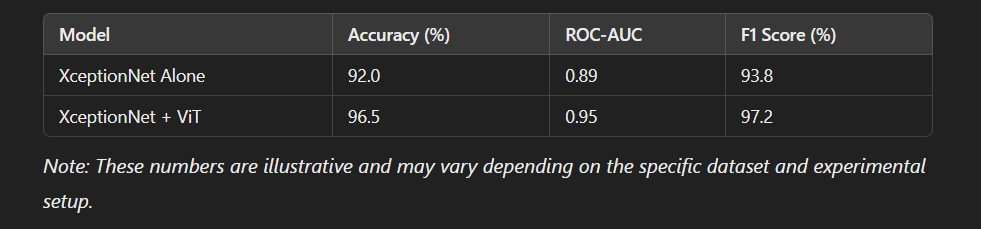 Model Accuracy (%) ROC-AUC F1 Score (%)
XceptionNet Alone 92.0 0.89 93.8
XceptionNet + ViT 96.5 0.95 97.2
Note: These numbers are illustrative and may vary depending on the specific dataset and experimental
setup.